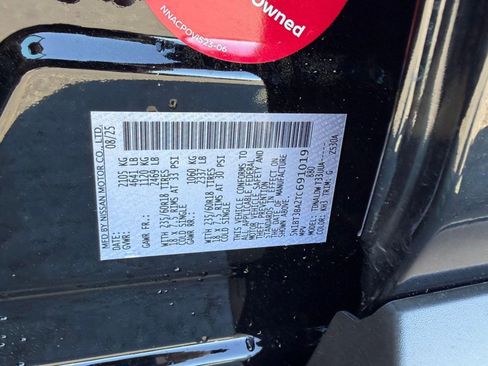 Owned
NNACPOV9523-06
MFD BY NISSAN MOTOR CO.,LTD.
08/25
GVWR: 2105 KG
4641 LB
GAWR FR: 1120 KG
2469 LB
WITH 235/60R18 TIRES
18 X 7.5 RIMS AT 33 PSI
COLD SINGLE
GAWR RR: 1060 KG
2337 LB
WITH 235/60R18 TIRES
18 X 7.5 RIMS AT 30 PSI
COLD SINGLE
THIS VEHICLE CONFORMS TO
ALL APPLICABLE FEDERAL
MOTOR VEHICLE SAFETY AND
THEFT PREVENTION
STANDARDS IN EFFECT ON
THE DATE OF MANUFACTURE
SHOWN ABOVE.
MPV 880
COLOR: KH3 TRIM: G Z530A